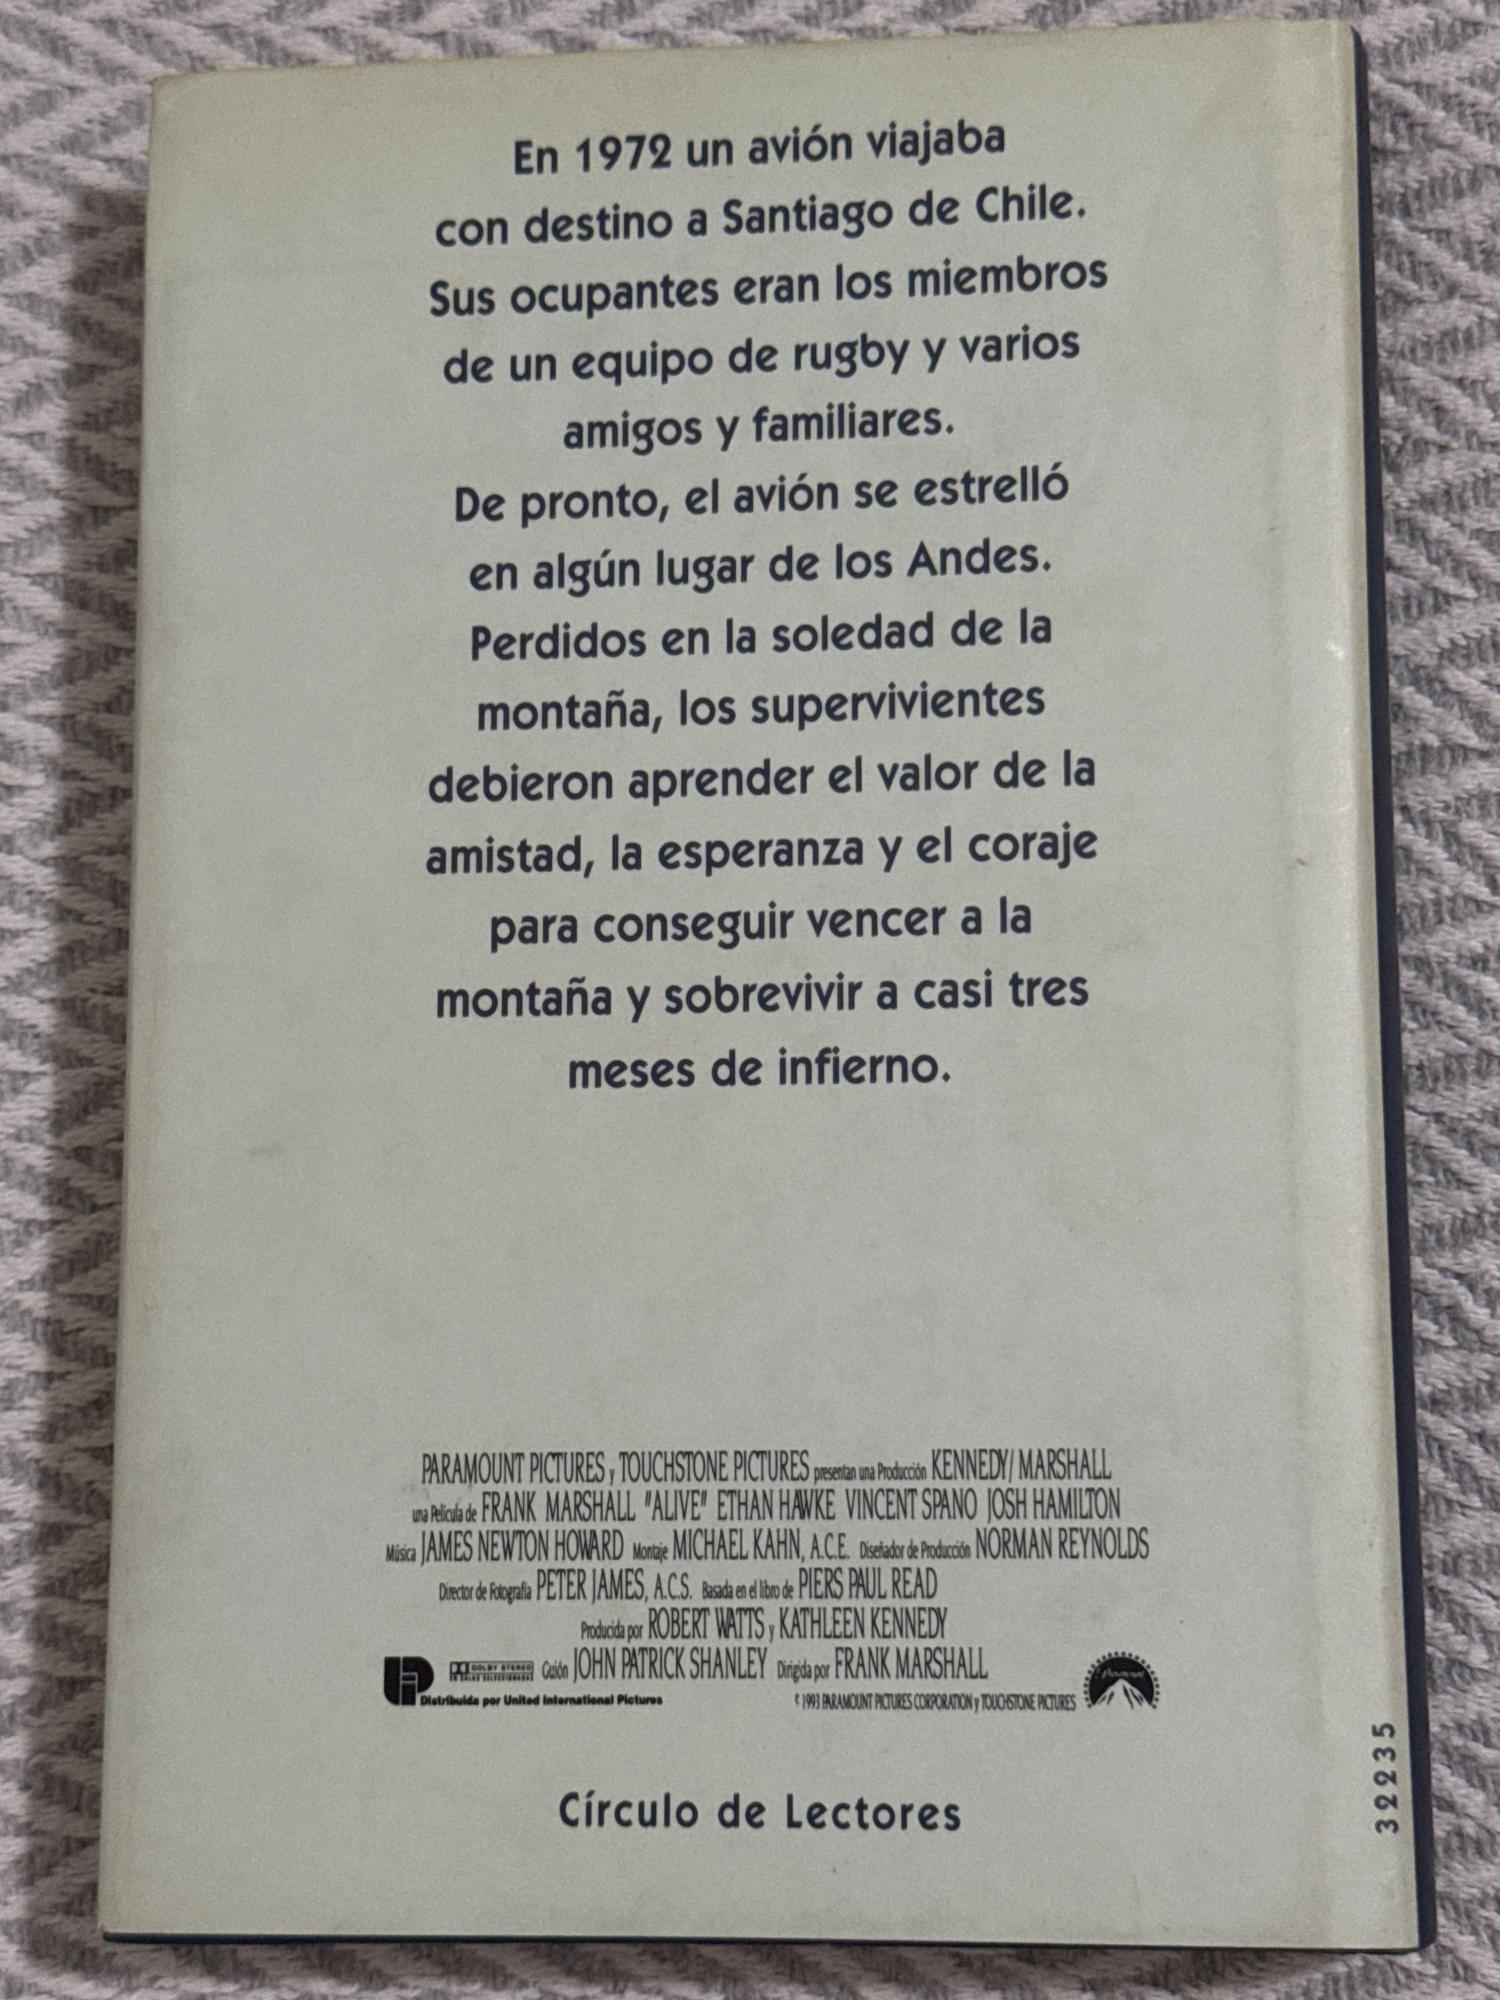 En 1972 un avión viajaba
con destino a Santiago de Chile.
Sus ocupantes eran los miembros
de un equipo de rugby y varios
amigos y familiares.
De pronto, el avión se estrelló
en algún lugar de los Andes.
Perdidos en la soledad de la
montaña, los supervivientes
debieron aprender el valor de la
amistad, la esperanza y el coraje
para conseguir vencer a la
montaña y sobrevivir a casi tres
meses de infierno.
PARAMOUNT PICTURES y TOUCHSTONE PICTURES presentan una Producción KENNEDY/MARSHALL
una Película de FRANK MARSHALL "ALIVE" ETHAN HAWKE VINCENT SPANO JOSH HAMILTON
Música JAMES NEWTON HOWARD Montaje MICHAEL KAHN, A.C.E. Diseñador de Producción NORMAN REYNOLDS
Director de Fotografía PETER JAMES, A.C.S. Basada en el libro de PIERS PAUL READ
Producida por ROBERT WATTS y KATHLEEN KENNEDY
DOLBY STEREO
EN SALAS SELECCIONADAS
Guión JOHN PATRICK SHANLEY Dirigida por FRANK MARSHALL
Distribuida por United International Pictures
© 1993 PARAMOUNT PICTURES CORPORATION y TOUCHSTONE PICTURES
Paramount
Círculo de Lectores
32235